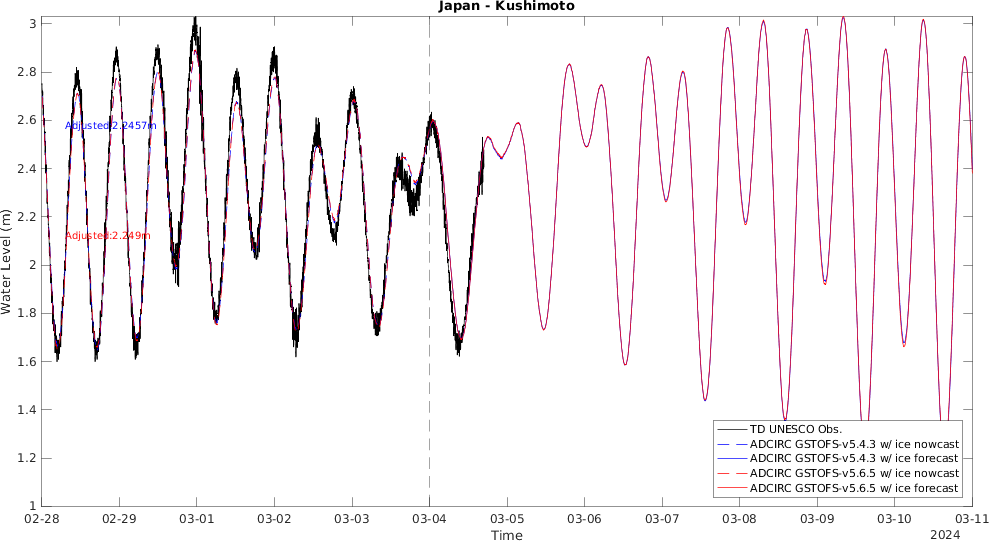 Japan - Kushimoto
3
2.8
2.6
2.4
2.2
2
1.8
1.6
1.4
1.2
1
Water Level (m)
Adjusted:2.2457m
Adjusted:2.249m
TD UNESCO Obs.
ADCIRC GSTOFS-v5.4.3 w/ ice nowcast
ADCIRC GSTOFS-v5.4.3 w/ ice forecast
ADCIRC GSTOFS-v5.6.5 w/ ice nowcast
ADCIRC GSTOFS-v5.6.5 w/ ice forecast
02-28 02-29 03-01 03-02 03-03 03-04 03-05 03-06 03-07 03-08 03-09 03-10 03-11
Time
2024